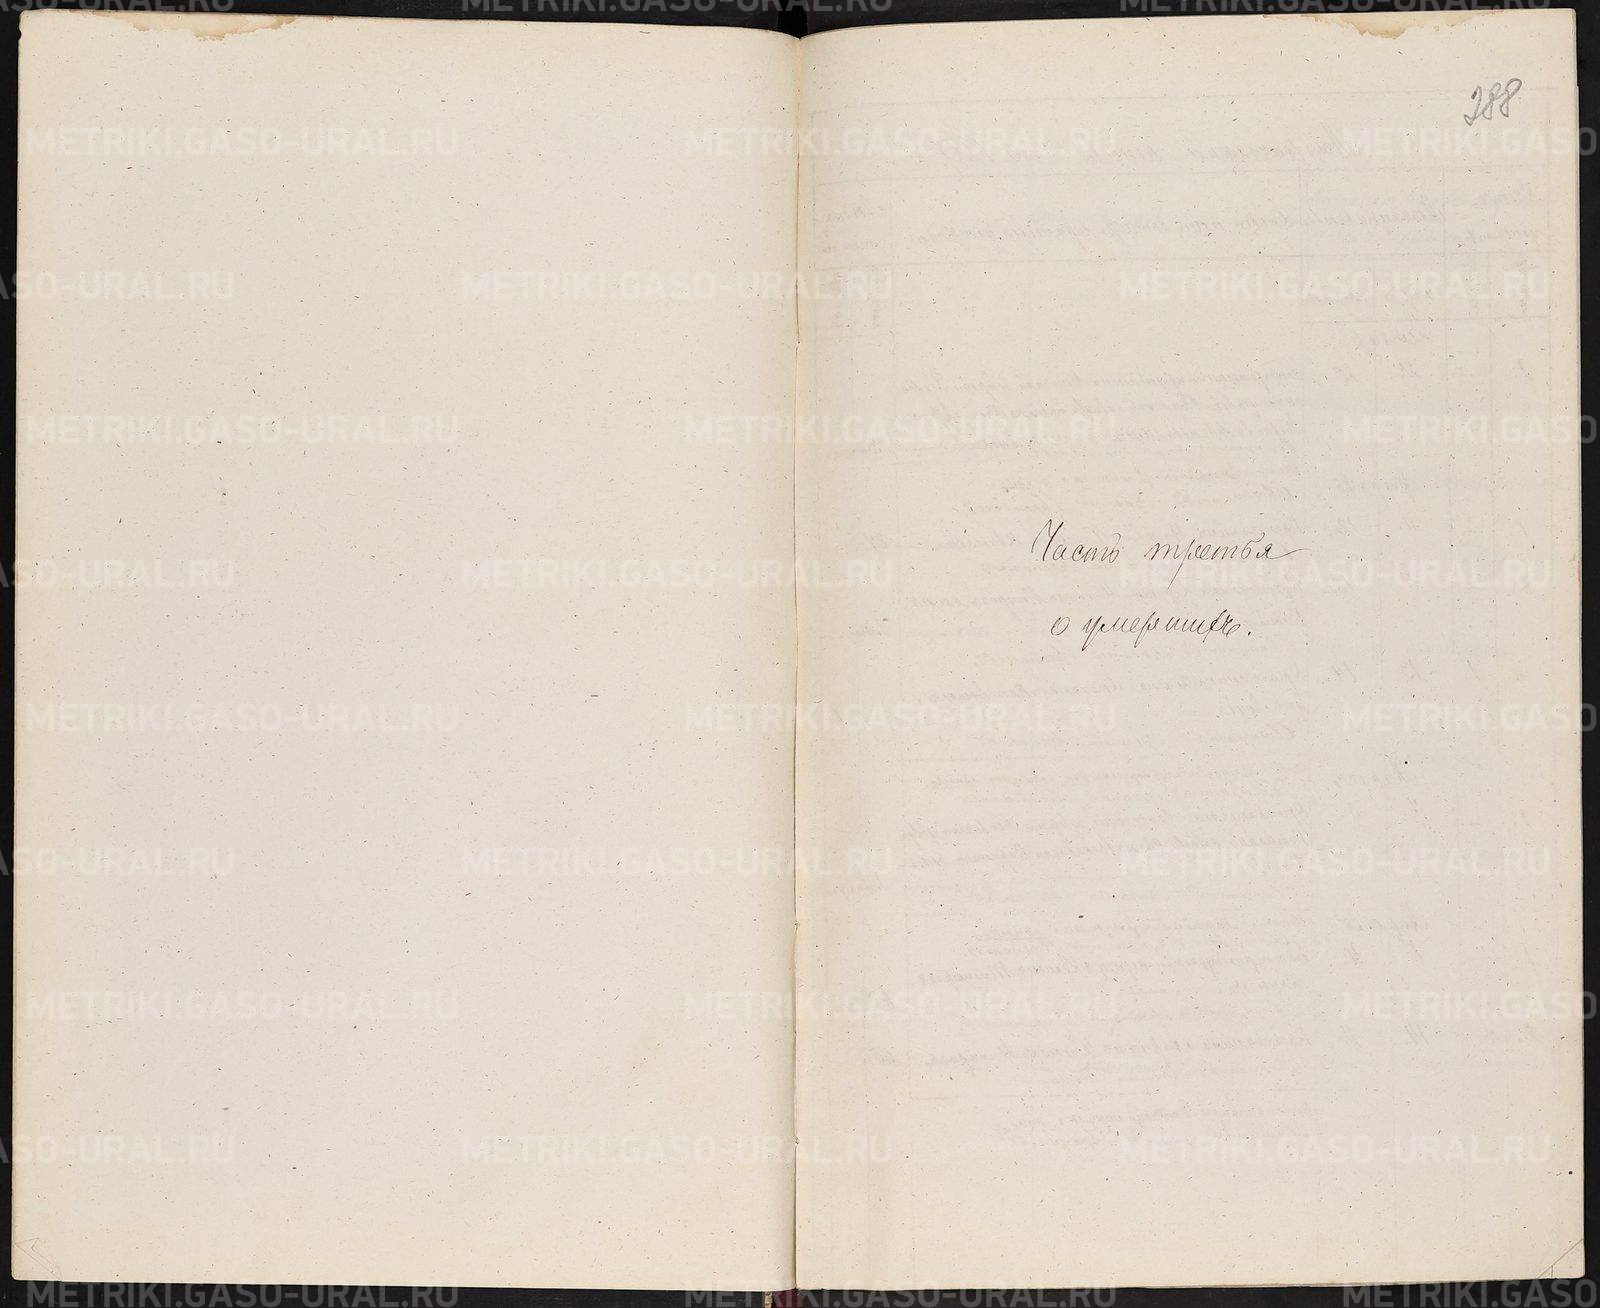 288
Часть третья
о умершихъ.